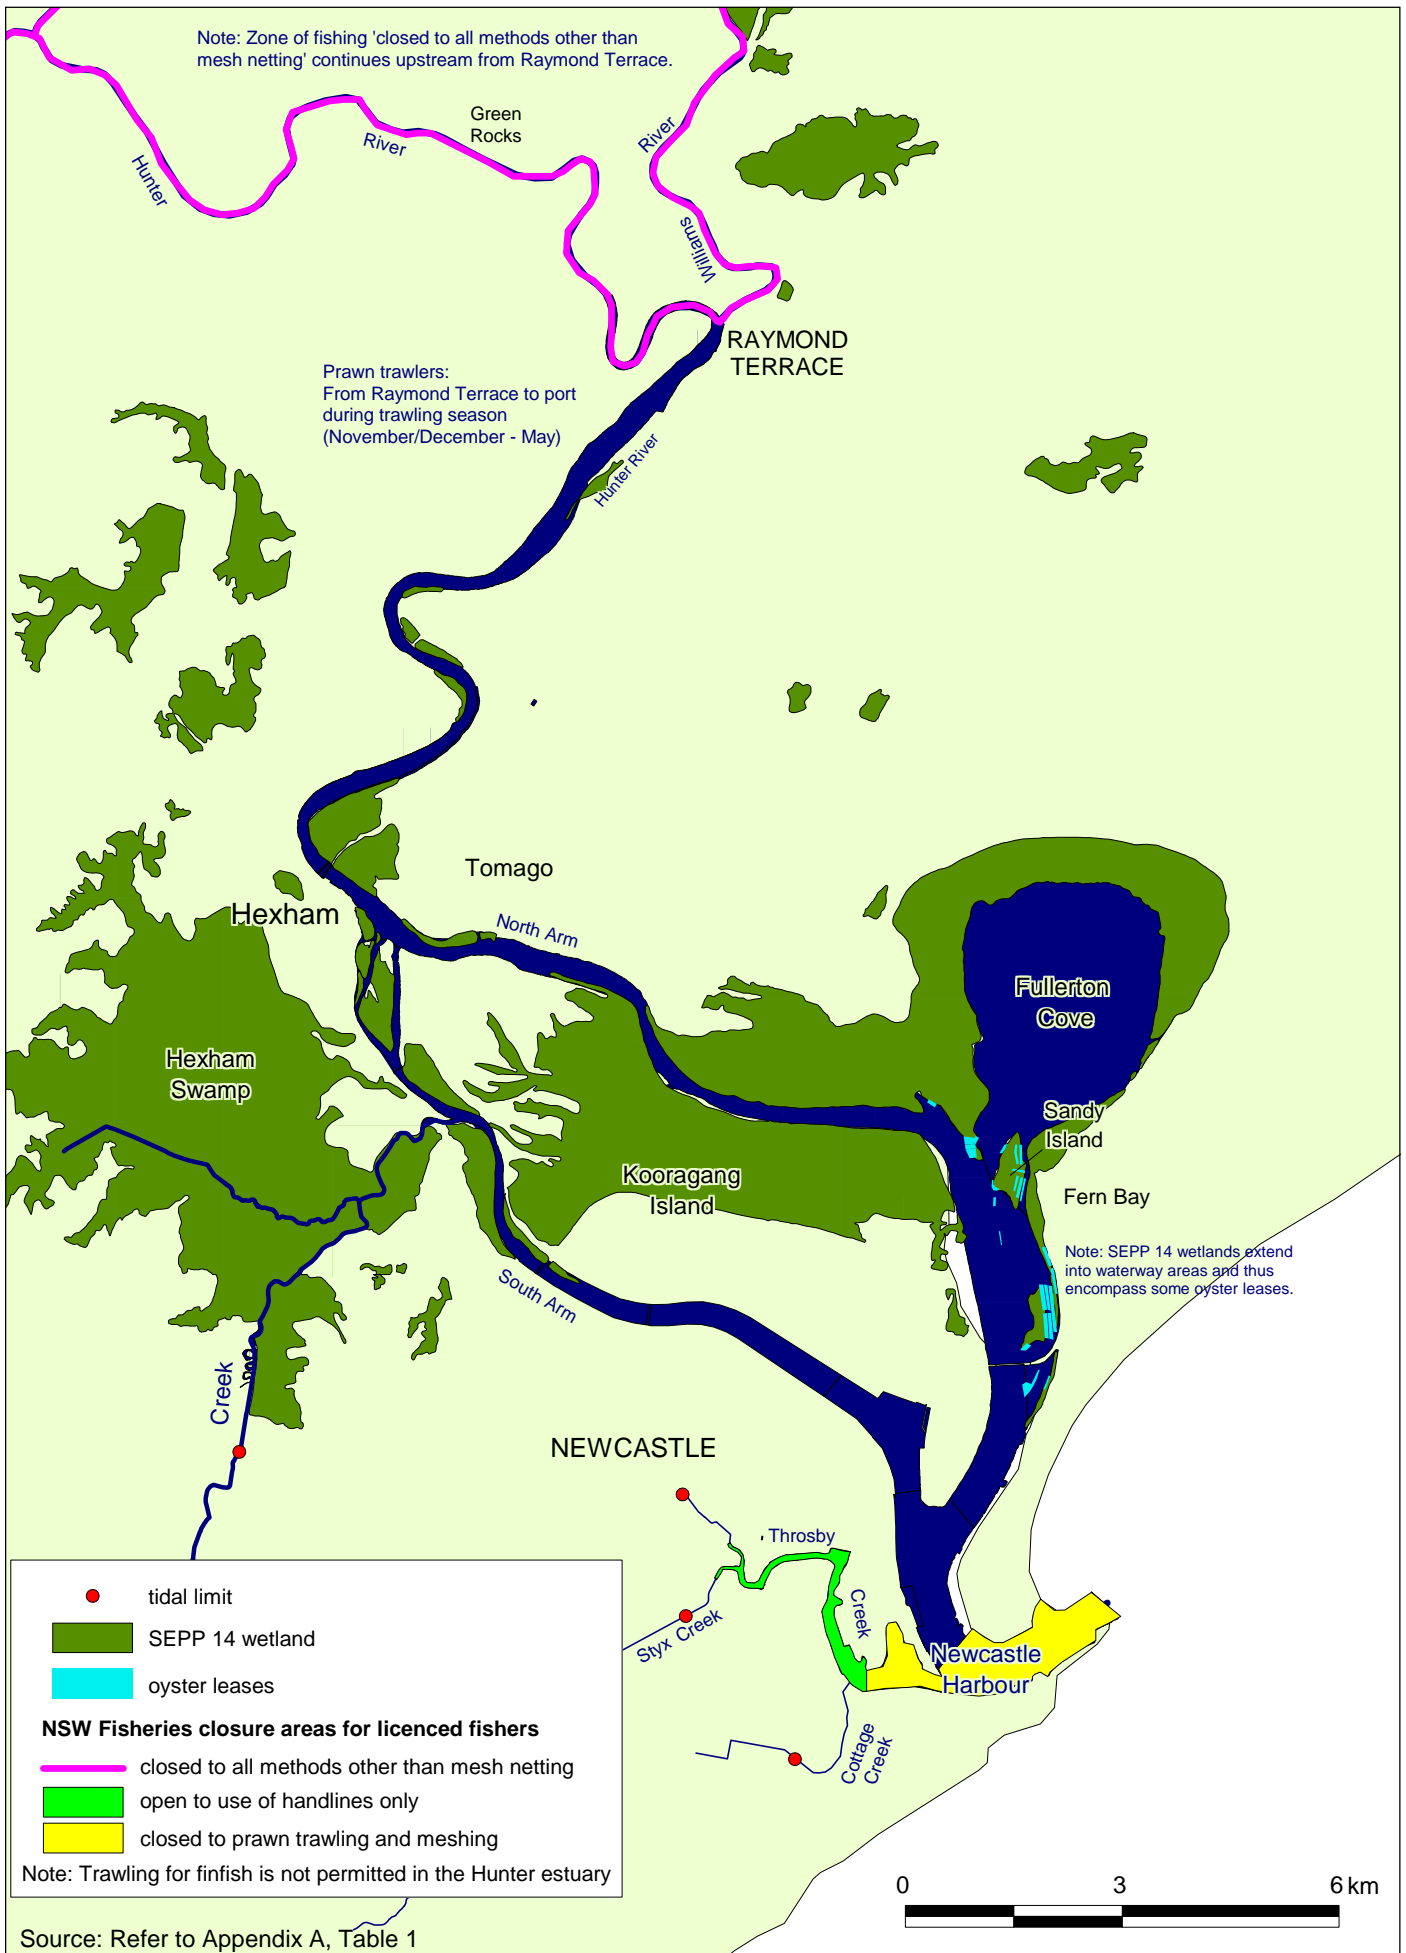 Note: Zone of fishing 'closed to all methods other than
mesh netting' continues upstream from Raymond Terrace.
Green
Rocks
Hunter
River
River
Williams
RAYMOND
TERRACE
Prawn trawlers:
From Raymond Terrace to port
during trawling season
(November/December - May)
Hunter River
Tomago
Hexham
North Arm
Fullerton
Cove
Hexham
Swamp
Sandy
Island
Kooragang
Island
Fern Bay
Note: SEPP 14 wetlands extend
into waterway areas and thus
encompass some oyster leases.
South Arm
Creek
NEWCASTLE
Throsby
Creek
Styx Creek
Newcastle
Harbour
Cottage
Creek
tidal limit
SEPP 14 wetland
oyster leases
NSW Fisheries closure areas for licenced fishers
closed to all methods other than mesh netting
open to use of handlines only
closed to prawn trawling and meshing
Note: Trawling for finfish is not permitted in the Hunter estuary
0 3 6 km
Source: Refer to Appendix A, Table 1